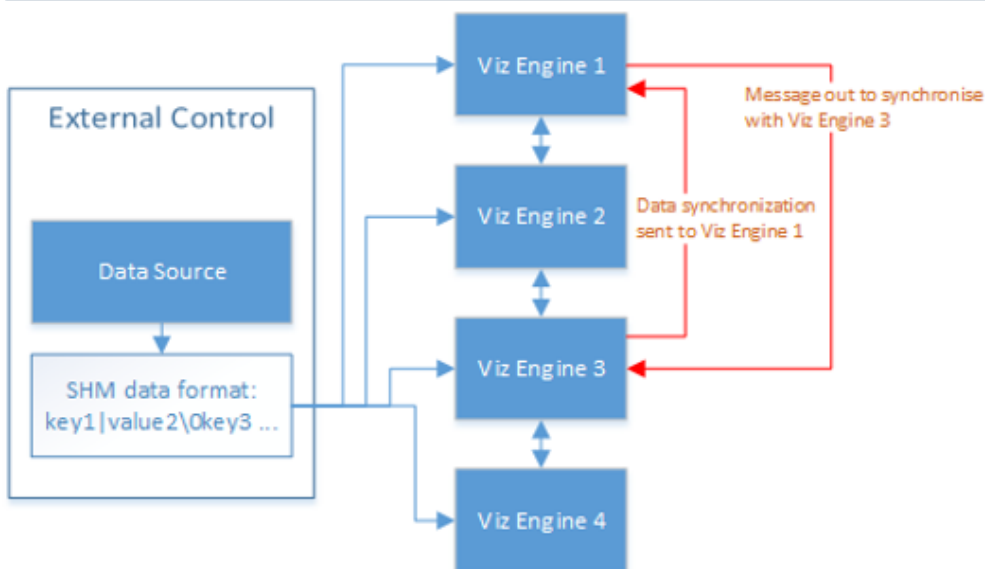 External Control
Data Source
SHM data format:
key1|value2\0key3 ...
Viz Engine 1
Viz Engine 2
Viz Engine 3
Viz Engine 4
Message out to synchronise
with Viz Engine 3
Data synchronization
sent to Viz Engine 1